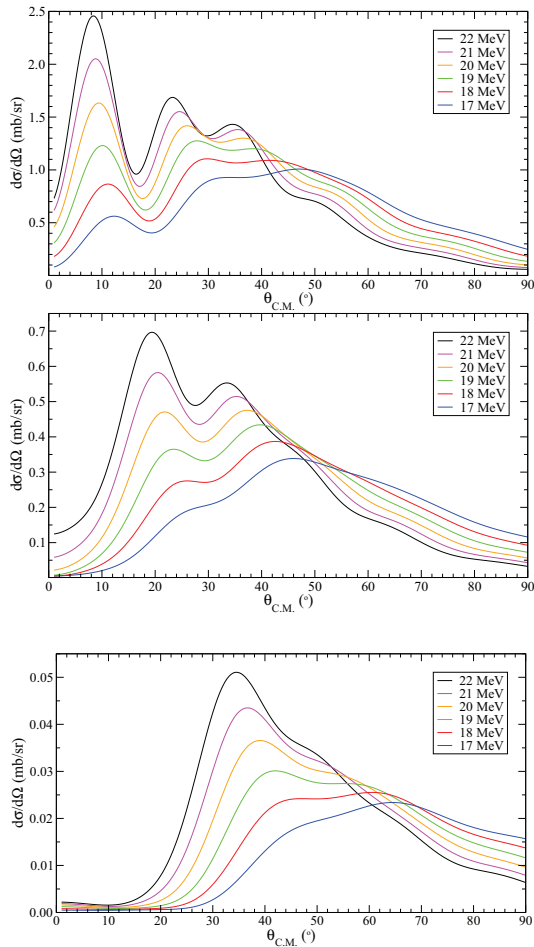 2.5
2.0
1.5
1.0
0.5
dσ/dΩ (mb/sr)
22 MeV
21 MeV
20 MeV
19 MeV
18 MeV
17 MeV
0 10 20 30 40 50 60 70 80 90
θC.M. (°)
0.7
0.6
0.5
0.4
0.3
0.2
0.1
dσ/dΩ (mb/sr)
22 MeV
21 MeV
20 MeV
19 MeV
18 MeV
17 MeV
0 10 20 30 40 50 60 70 80 90
θC.M. (°)
0.05
0.04
0.03
0.02
0.01
0.00
dσ/dΩ (mb/sr)
22 MeV
21 MeV
20 MeV
19 MeV
18 MeV
17 MeV
0 10 20 30 40 50 60 70 80 90
θC.M. (°)